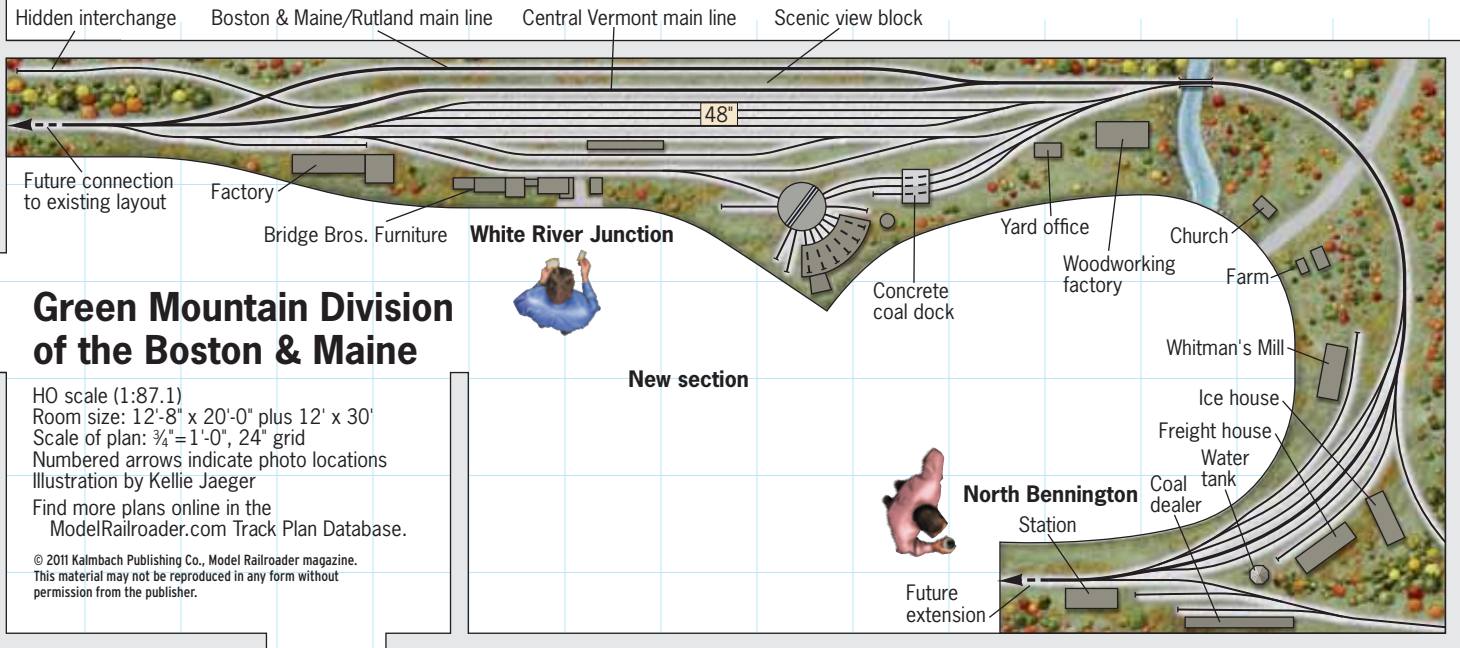 Hidden interchange
Boston & Maine/Rutland main line
Central Vermont main line
Scenic view block
48"
Future connection
to existing layout
Factory
Bridge Bros. Furniture
White River Junction
Concrete
coal dock
Yard office
Woodworking
factory
Church
Farm
Whitman's Mill
Ice house
Freight house
Water
tank
Coal
dealer
North Bennington
Station
Future
extension
New section
Green Mountain Division
of the Boston & Maine
HO scale (1:87.1)
Room size: 12'-8" x 20'-0" plus 12' x 30'
Scale of plan: ¾"=1'-0", 24" grid
Numbered arrows indicate photo locations
Illustration by Kellie Jaeger
Find more plans online in the
ModelRailroader.com Track Plan Database.
© 2011 Kalmbach Publishing Co., Model Railroader magazine.
This material may not be reproduced in any form without
permission from the publisher.